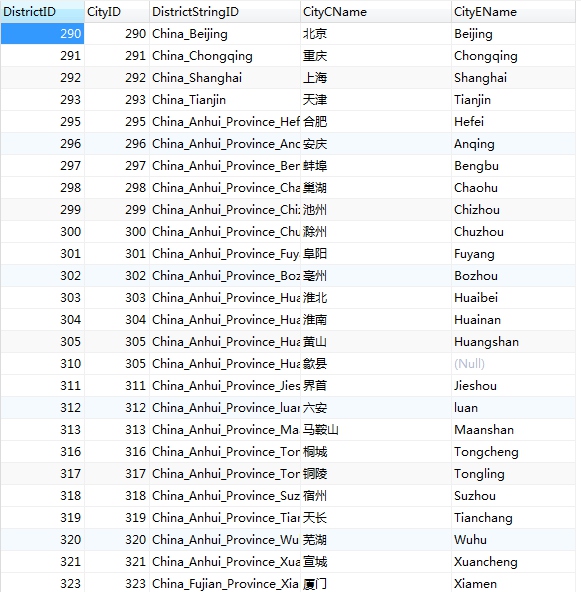 DistrictID CityID DistrictStringID CityCName CityEName
290 290 China_Beijing 北京 Beijing
291 291 China_Chongqing 重庆 Chongqing
292 292 China_Shanghai 上海 Shanghai
293 293 China_Tianjin 天津 Tianjin
295 295 China_Anhui_Province_Hef 合肥 Hefei
296 296 China_Anhui_Province_Anc 安庆 Anqing
297 297 China_Anhui_Province_Ber 蚌埠 Bengbu
298 298 China_Anhui_Province_Cha 巢湖 Chaohu
299 299 China_Anhui_Province_Chi 池州 Chizhou
300 300 China_Anhui_Province_Chu 滁州 Chuzhou
301 301 China_Anhui_Province_Fuy 阜阳 Fuyang
302 302 China_Anhui_Province_Boz 亳州 Bozhou
303 303 China_Anhui_Province_Hua 淮北 Huaibei
304 304 China_Anhui_Province_Hua 淮南 Huainan
305 305 China_Anhui_Province_Hua 黄山 Huangshan
310 305 China_Anhui_Province_Hua 歙县 (Null)
311 311 China_Anhui_Province_Jies 界首 Jieshou
312 312 China_Anhui_Province_luar 六安 luan
313 313 China_Anhui_Province_Ma 马鞍山 Maanshan
316 316 China_Anhui_Province_Tor 桐城 Tongcheng
317 317 China_Anhui_Province_Tor 铜陵 Tongling
318 318 China_Anhui_Province_Suz 宿州 Suzhou
319 319 China_Anhui_Province_Tiar 天长 Tianchang
320 320 China_Anhui_Province_Wu 芜湖 Wuhu
321 321 China_Anhui_Province_Xua 宣城 Xuancheng
323 323 China_Fujian_Province_Xia 厦门 Xiamen